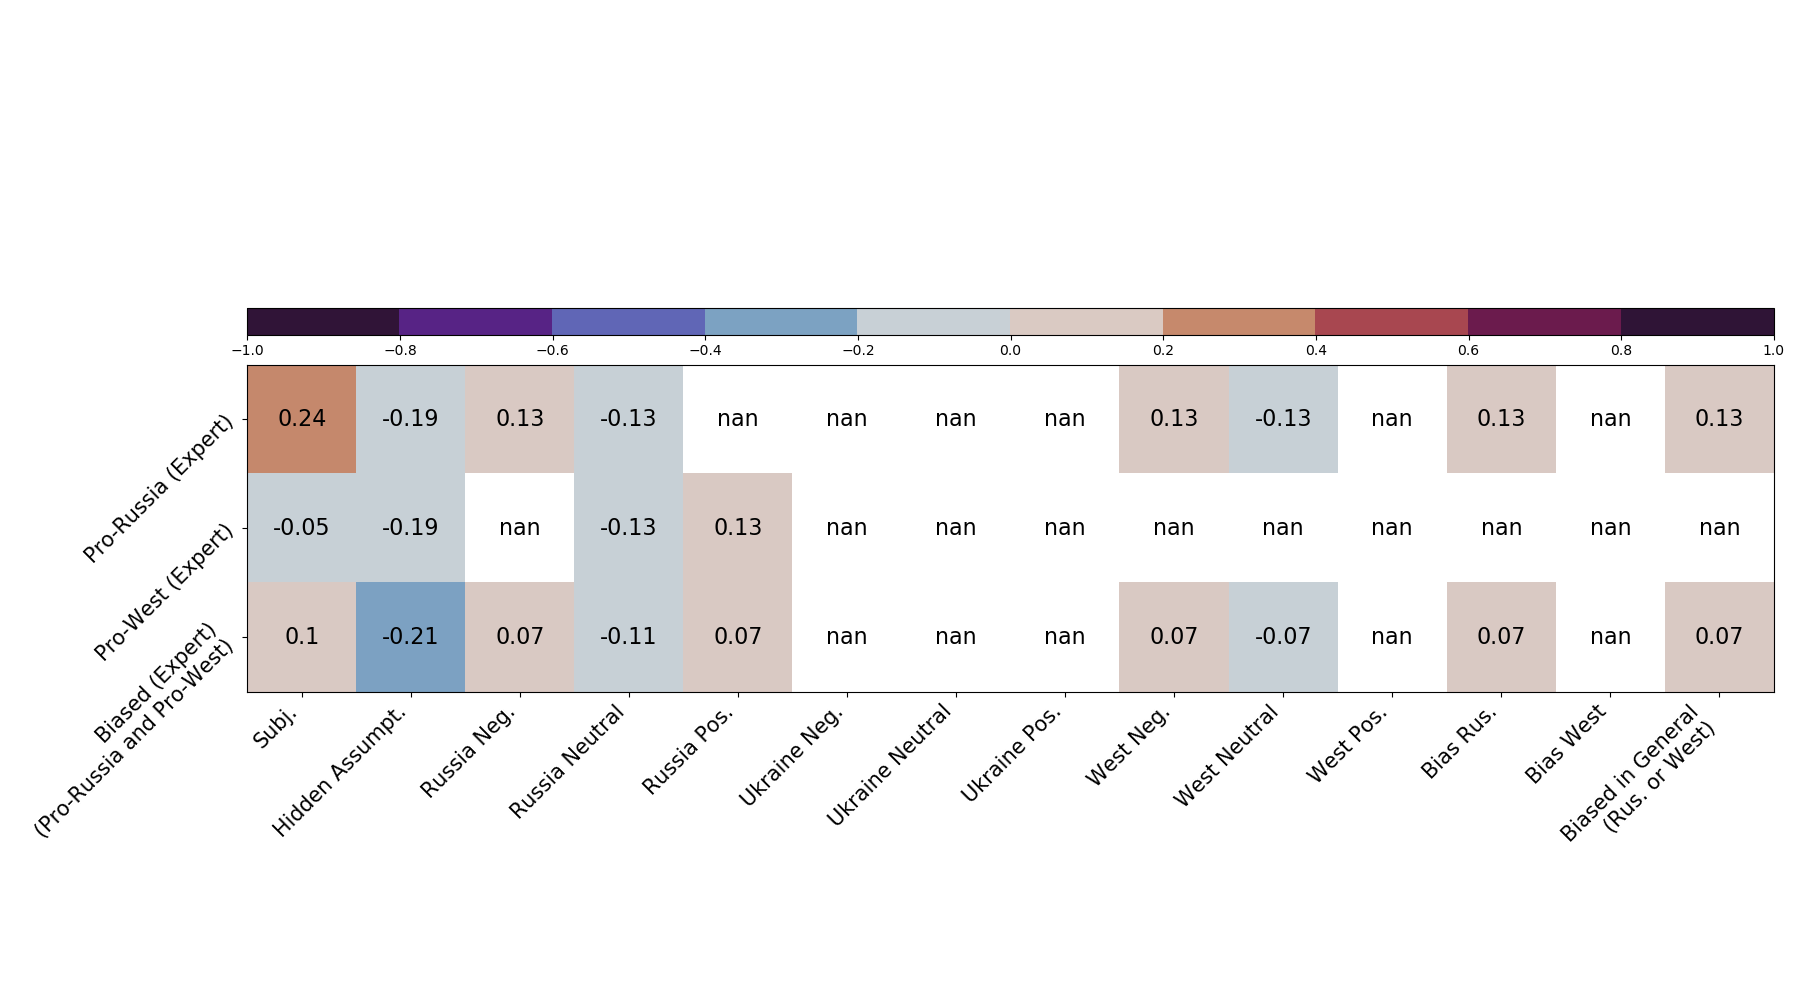 −1.0 −0.8 −0.6 −0.4 −0.2 0.0 0.2 0.4 0.6 0.8 1.0
Pro-Russia (Expert)
0.24 -0.19 0.13 -0.13 nan nan nan nan 0.13 -0.13 nan 0.13 nan 0.13
Pro-West (Expert)
-0.05 -0.19 nan -0.13 0.13 nan nan nan nan nan nan nan nan nan
Biased (Expert)
(Pro-Russia and Pro-West)
0.1 -0.21 0.07 -0.11 0.07 nan nan nan 0.07 -0.07 nan 0.07 nan 0.07
Subj.
Hidden Assumpt.
Russia Neg.
Russia Neutral
Russia Pos.
Ukraine Neg.
Ukraine Neutral
Ukraine Pos.
West Neg.
West Neutral
West Pos.
Bias Rus.
Bias West
Biased in General
(Rus. or West)